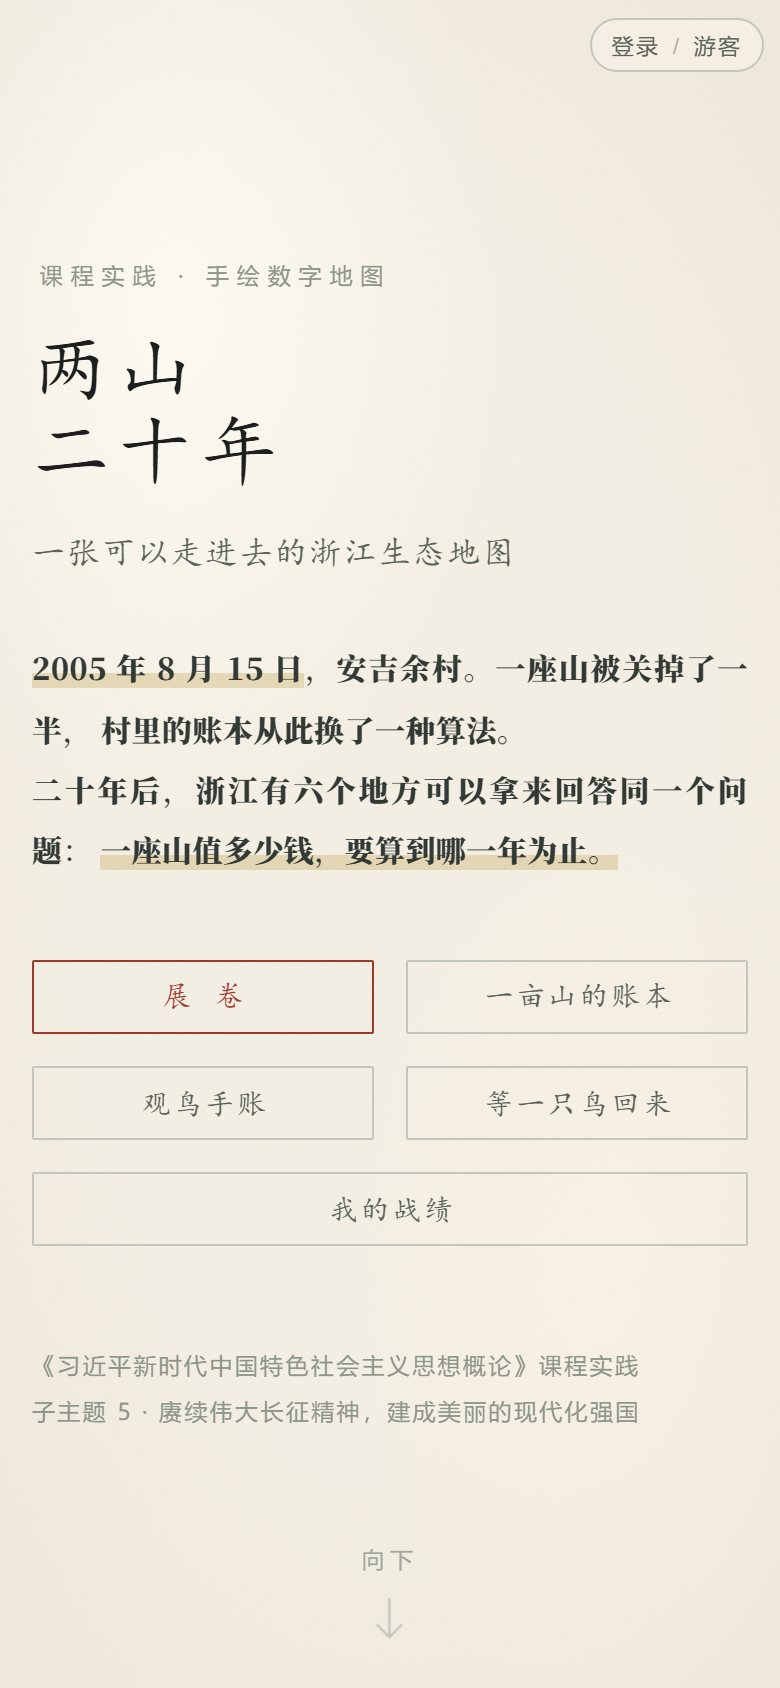 登录 / 游客
课程实践 · 手绘数字地图
两山
二十年
一张可以走进去的浙江生态地图
2005 年 8 月 15 日，安吉余村。一座山被关掉了一
半， 村里的账本从此换了一种算法。
二十年后，浙江有六个地方可以拿来回答同一个问
题： 一座山值多少钱，要算到哪一年为止。
展 卷
一亩山的账本
观鸟手账
等一只鸟回来
我的战绩
《习近平新时代中国特色社会主义思想概论》课程实践
子主题 5 · 赓续伟大长征精神，建成美丽的现代化强国
向下